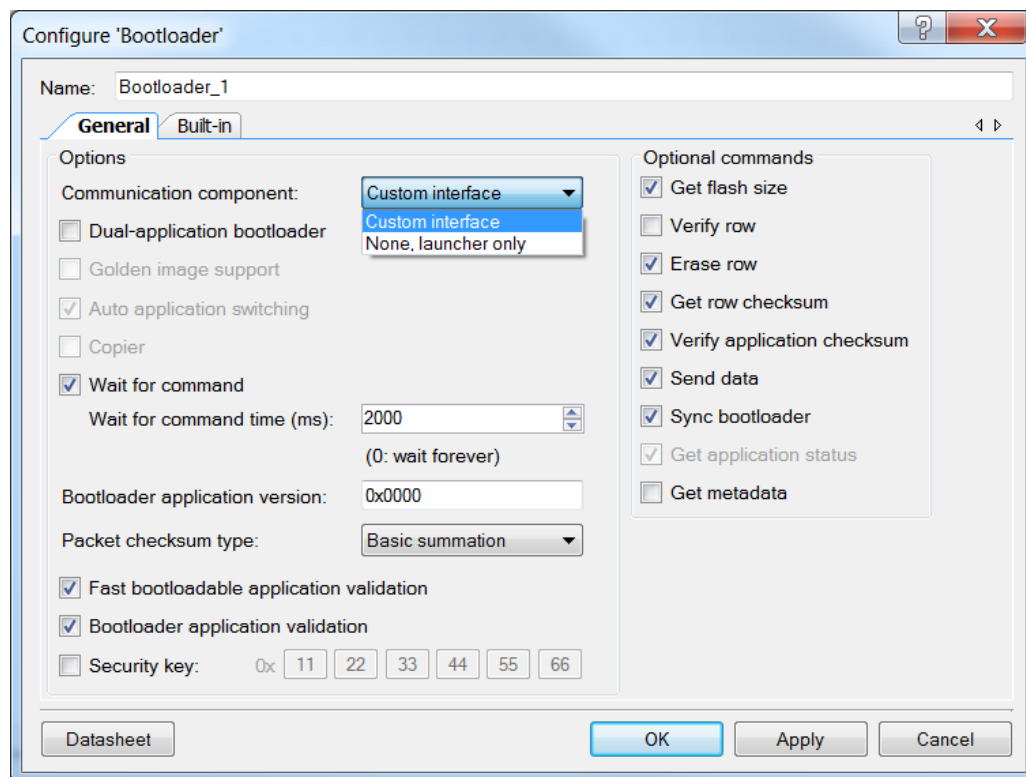 Configure 'Bootloader'
Name: Bootloader_1
General Built-in
Options
Communication component: Custom interface
Custom interface
None, launcher only
Dual-application bootloader
Golden image support
Auto application switching
Copier
Wait for command
Wait for command time (ms): 2000
(0: wait forever)
Bootloader application version: 0x0000
Packet checksum type: Basic summation
Fast bootloadable application validation
Bootloader application validation
Security key: 0x 11 22 33 44 55 66
Optional commands
Get flash size
Verify row
Erase row
Get row checksum
Verify application checksum
Send data
Sync bootloader
Get application status
Get metadata
Datasheet OK Apply Cancel